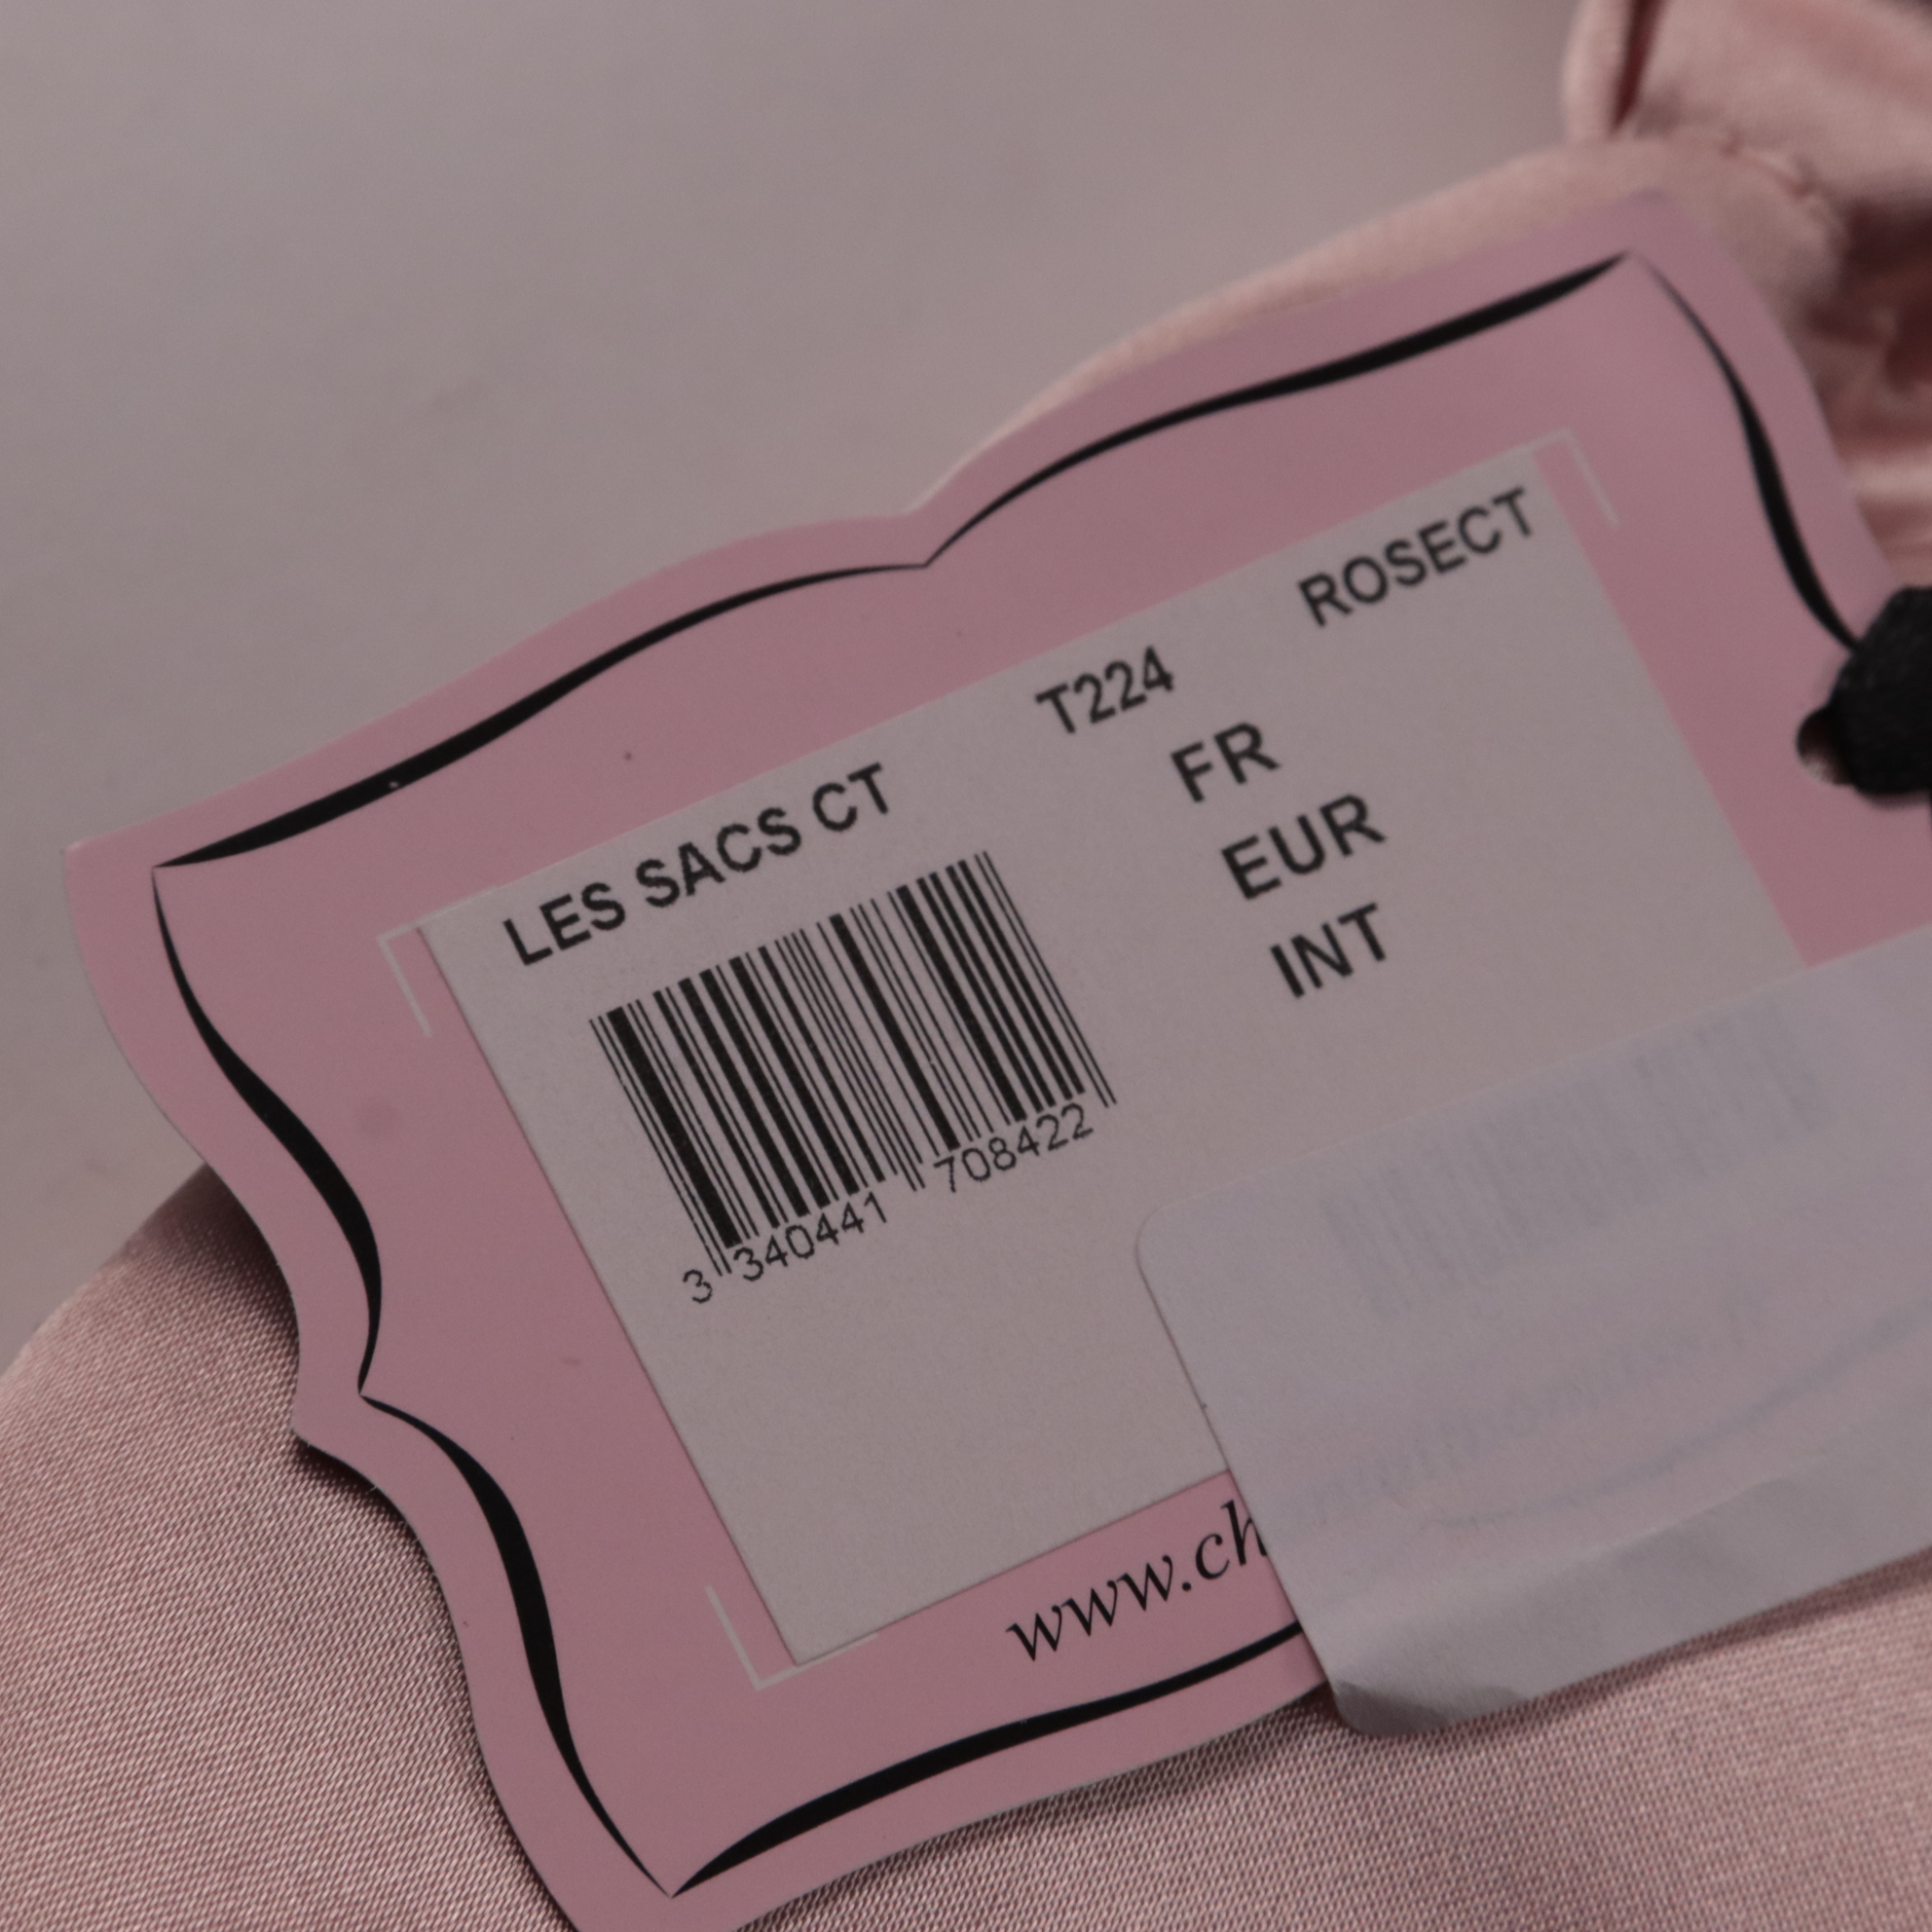 LES SACS CT T224 ROSECT
FR
EUR
INT
3 340441 708422
www.ch